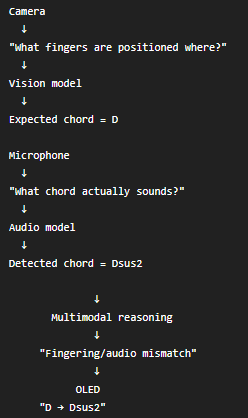 Camera
↓
"What fingers are positioned where?"
↓
Vision model
↓
Expected chord = D
Microphone
↓
"What chord actually sounds?"
↓
Audio model
↓
Detected chord = Dsus2
↓
Multimodal reasoning
↓
"Fingering/audio mismatch"
↓
OLED
"D → Dsus2"